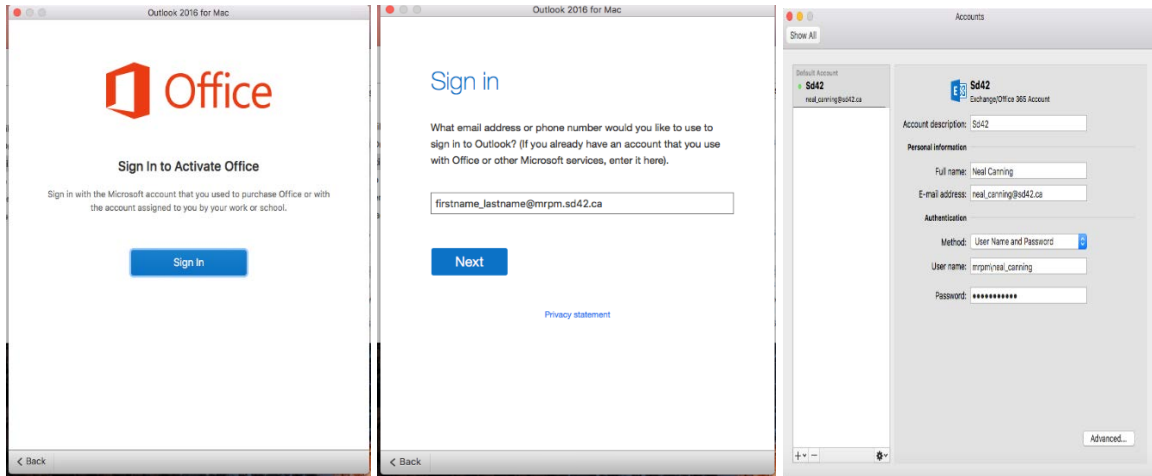 Outlook 2016 for Mac
Office
Sign In to Activate Office
Sign in with the Microsoft account that you used to purchase Office or with
the account assigned to you by your work or school.
Sign In
< Back
Outlook 2016 for Mac
Sign in
What email address or phone number would you like to use to
sign in to Outlook? (If you already have an account that you use
with Office or other Microsoft services, enter it here).
firstname_lastname@mrpm.sd42.ca
Next
Privacy statement
< Back
Accounts
Show All
Default Account
Sd42
neal_canning@sd42.ca
Sd42
Exchange/Office 365 Account
Account description: Sd42
Personal information
Full name: Neal Canning
E-mail address: neal_canning@sd42.ca
Authentication
Method: User Name and Password
User name: mrpm\neal_canning
Password: •••••••••••
Advanced...